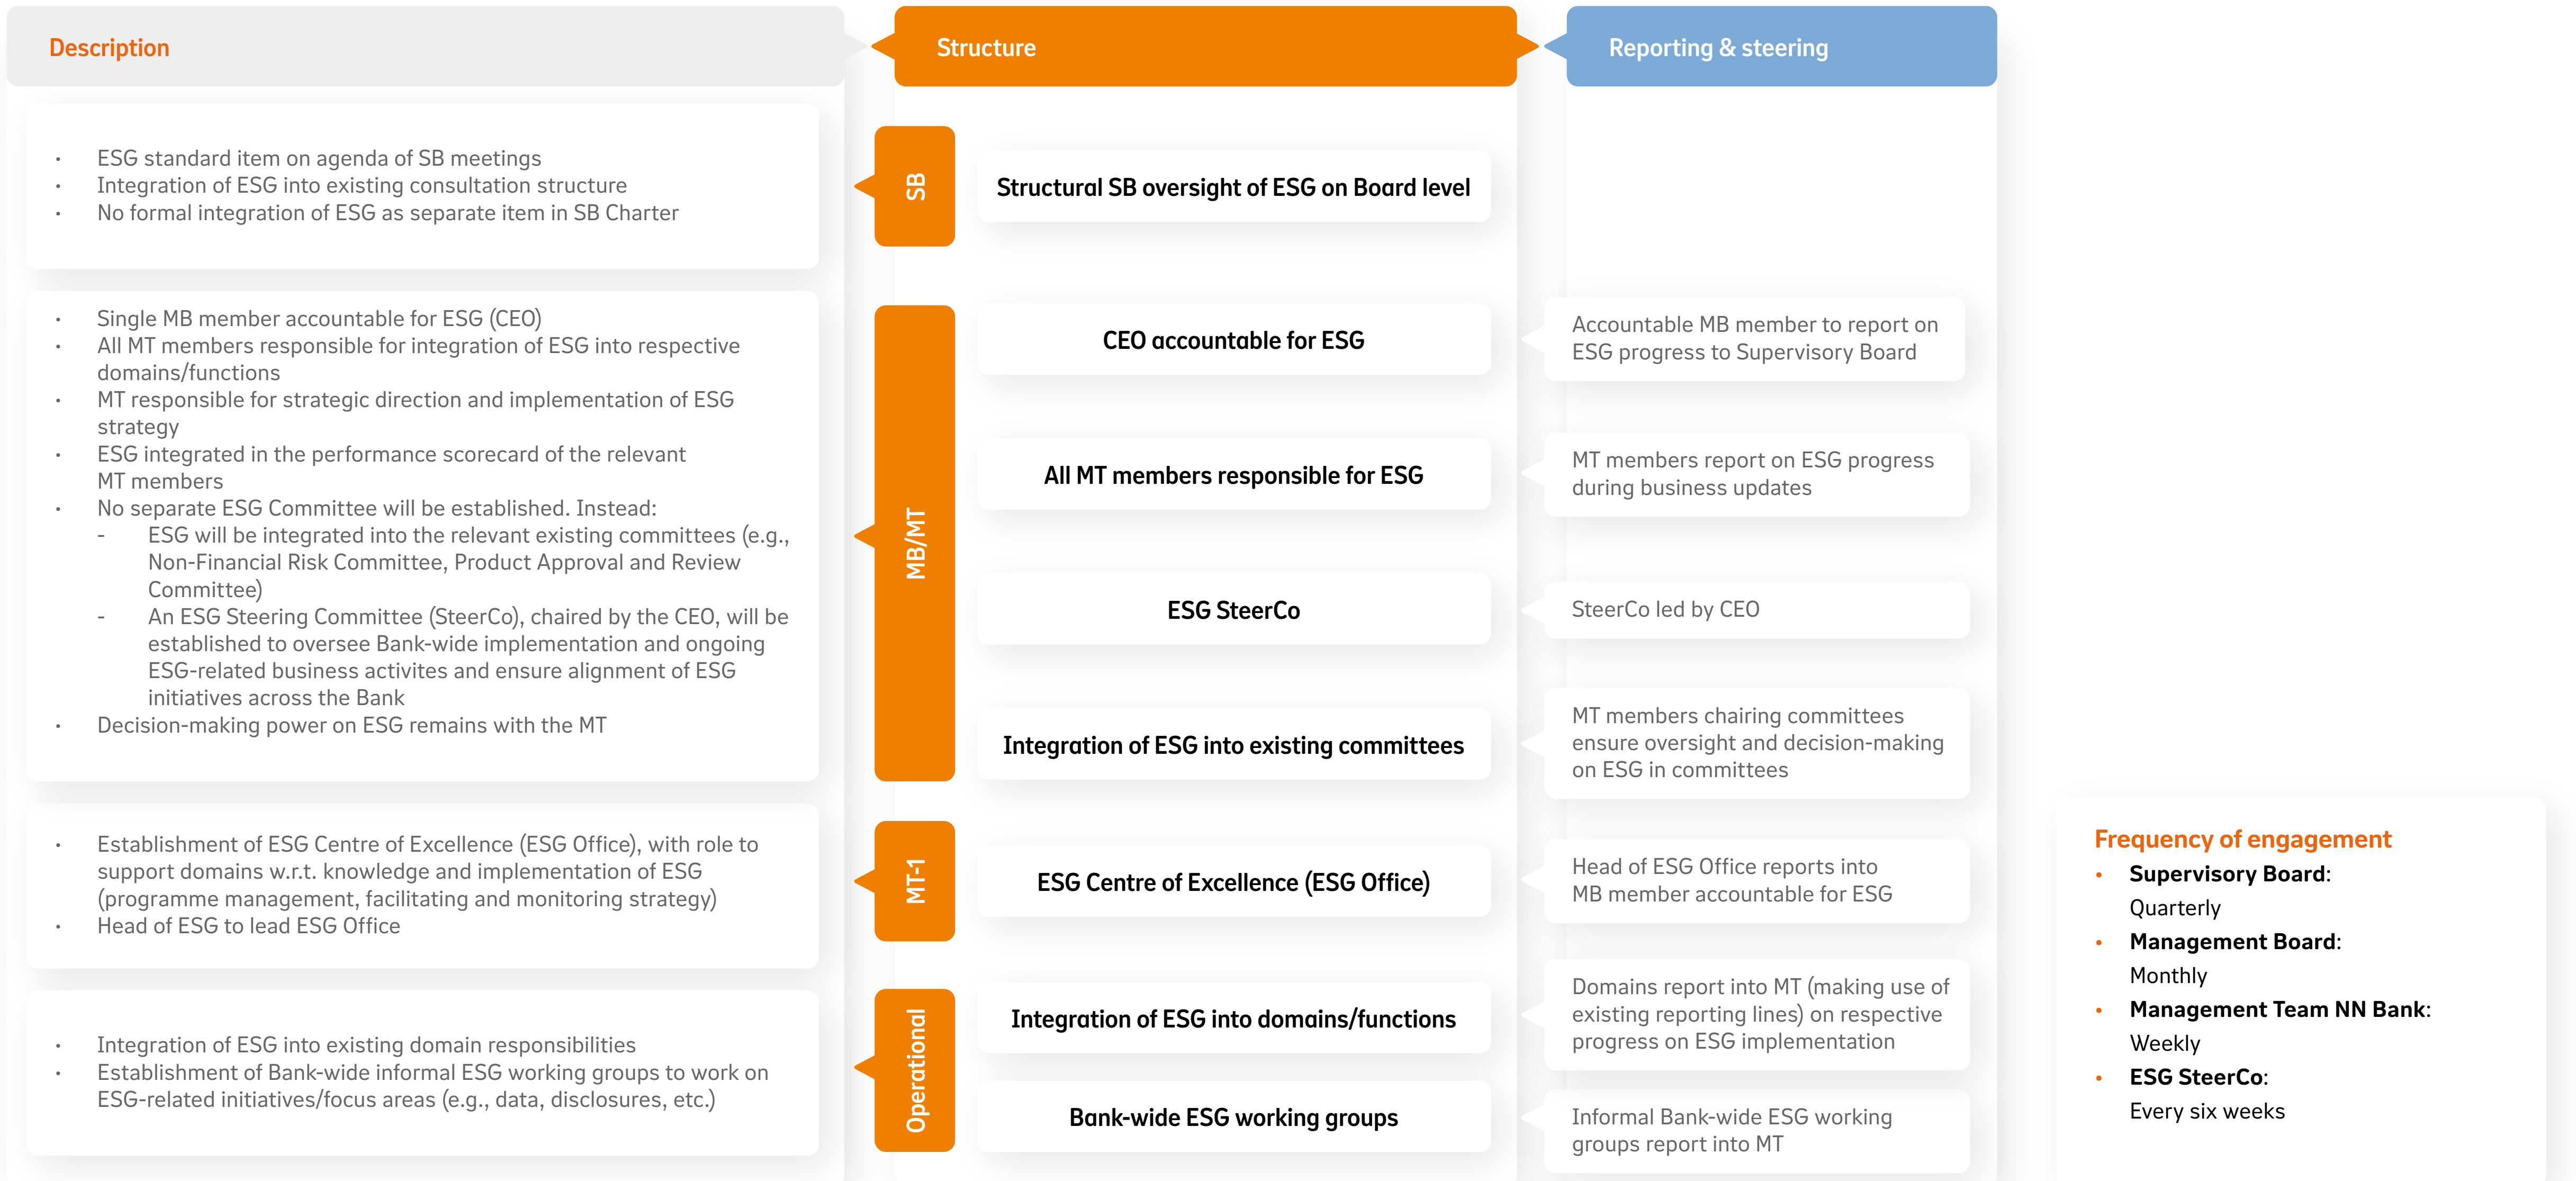 Description
Structure
Reporting & steering
• ESG standard item on agenda of SB meetings
• Integration of ESG into existing consultation structure
• No formal integration of ESG as separate item in SB Charter
SB
Structural SB oversight of ESG on Board level
• Single MB member accountable for ESG (CEO)
• All MT members responsible for integration of ESG into respective
domains/functions
• MT responsible for strategic direction and implementation of ESG
strategy
• ESG integrated in the performance scorecard of the relevant
MT members
• No separate ESG Committee will be established. Instead:
- ESG will be integrated into the relevant existing committees (e.g.,
Non-Financial Risk Committee, Product Approval and Review
Committee)
- An ESG Steering Committee (SteerCo), chaired by the CEO, will be
established to oversee Bank-wide implementation and ongoing
ESG-related business activites and ensure alignment of ESG
initiatives across the Bank
• Decision-making power on ESG remains with the MT
MB/MT
CEO accountable for ESG
Accountable MB member to report on
ESG progress to Supervisory Board
All MT members responsible for ESG
MT members report on ESG progress
during business updates
ESG SteerCo
SteerCo led by CEO
Integration of ESG into existing committees
MT members chairing committees
ensure oversight and decision-making
on ESG in committees
• Establishment of ESG Centre of Excellence (ESG Office), with role to
support domains w.r.t. knowledge and implementation of ESG
(programme management, facilitating and monitoring strategy)
• Head of ESG to lead ESG Office
MT-1
ESG Centre of Excellence (ESG Office)
Head of ESG Office reports into
MB member accountable for ESG
• Integration of ESG into existing domain responsibilities
• Establishment of Bank-wide informal ESG working groups to work on
ESG-related initiatives/focus areas (e.g., data, disclosures, etc.)
Operational
Integration of ESG into domains/functions
Domains report into MT (making use of
existing reporting lines) on respective
progress on ESG implementation
Bank-wide ESG working groups
Informal Bank-wide ESG working
groups report into MT
Frequency of engagement
• Supervisory Board:
Quarterly
• Management Board:
Monthly
• Management Team NN Bank:
Weekly
• ESG SteerCo:
Every six weeks